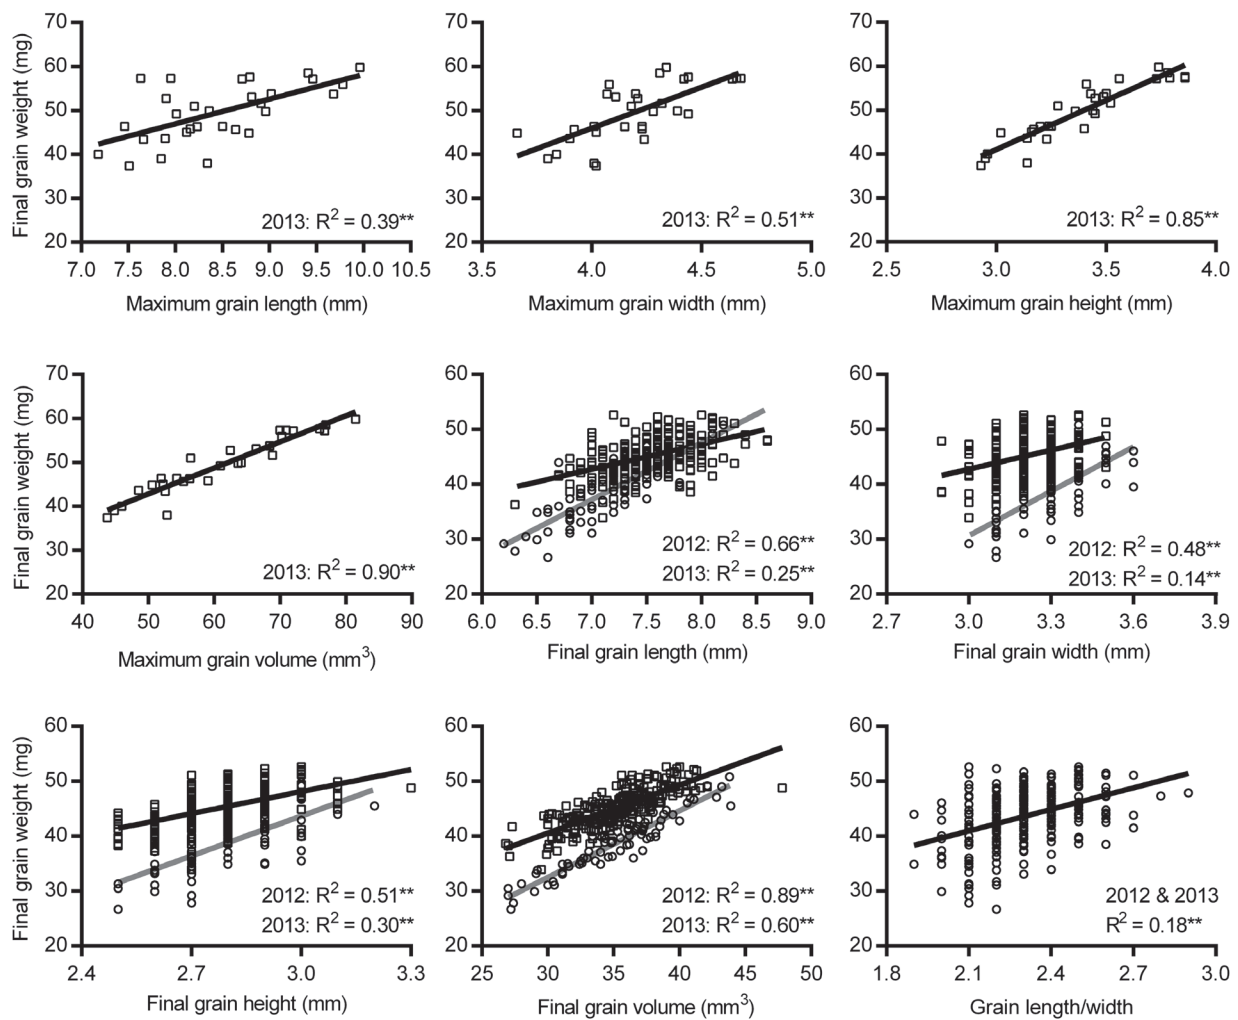 Final grain weight (mg)
70
60
50
40
30
20
2013: R² = 0.39**
7.0 7.5 8.0 8.5 9.0 9.5 10.0 10.5
Maximum grain length (mm)
70
60
50
40
30
20
2013: R² = 0.51**
3.5 4.0 4.5 5.0
Maximum grain width (mm)
70
60
50
40
30
20
2013: R² = 0.85**
2.5 3.0 3.5 4.0
Maximum grain height (mm)
Final grain weight (mg)
70
60
50
40
30
20
2013: R² = 0.90**
40 50 60 70 80 90
Maximum grain volume (mm³)
60
50
40
30
20
2012: R² = 0.66**
2013: R² = 0.25**
6.0 6.5 7.0 7.5 8.0 8.5 9.0
Final grain length (mm)
60
50
40
30
20
2012: R² = 0.48**
2013: R² = 0.14**
2.7 3.0 3.3 3.6 3.9
Final grain width (mm)
Final grain weight (mg)
60
50
40
30
20
2012: R² = 0.51**
2013: R² = 0.30**
2.4 2.7 3.0 3.3
Final grain height (mm)
60
50
40
30
20
2012: R² = 0.89**
2013: R² = 0.60**
25 30 35 40 45 50
Final grain volume (mm³)
60
50
40
30
20
2012 & 2013
R² = 0.18**
1.8 2.1 2.4 2.7 3.0
Grain length/width